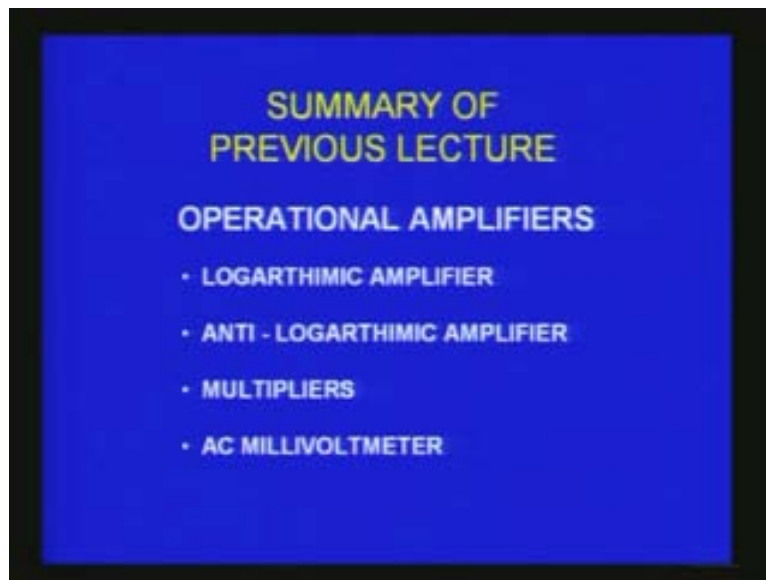 SUMMARY OF
PREVIOUS LECTURE
OPERATIONAL AMPLIFIERS
• LOGARTHIMIC AMPLIFIER
• ANTI - LOGARTHIMIC AMPLIFIER
• MULTIPLIERS
• AC MILLIVOLTMETER